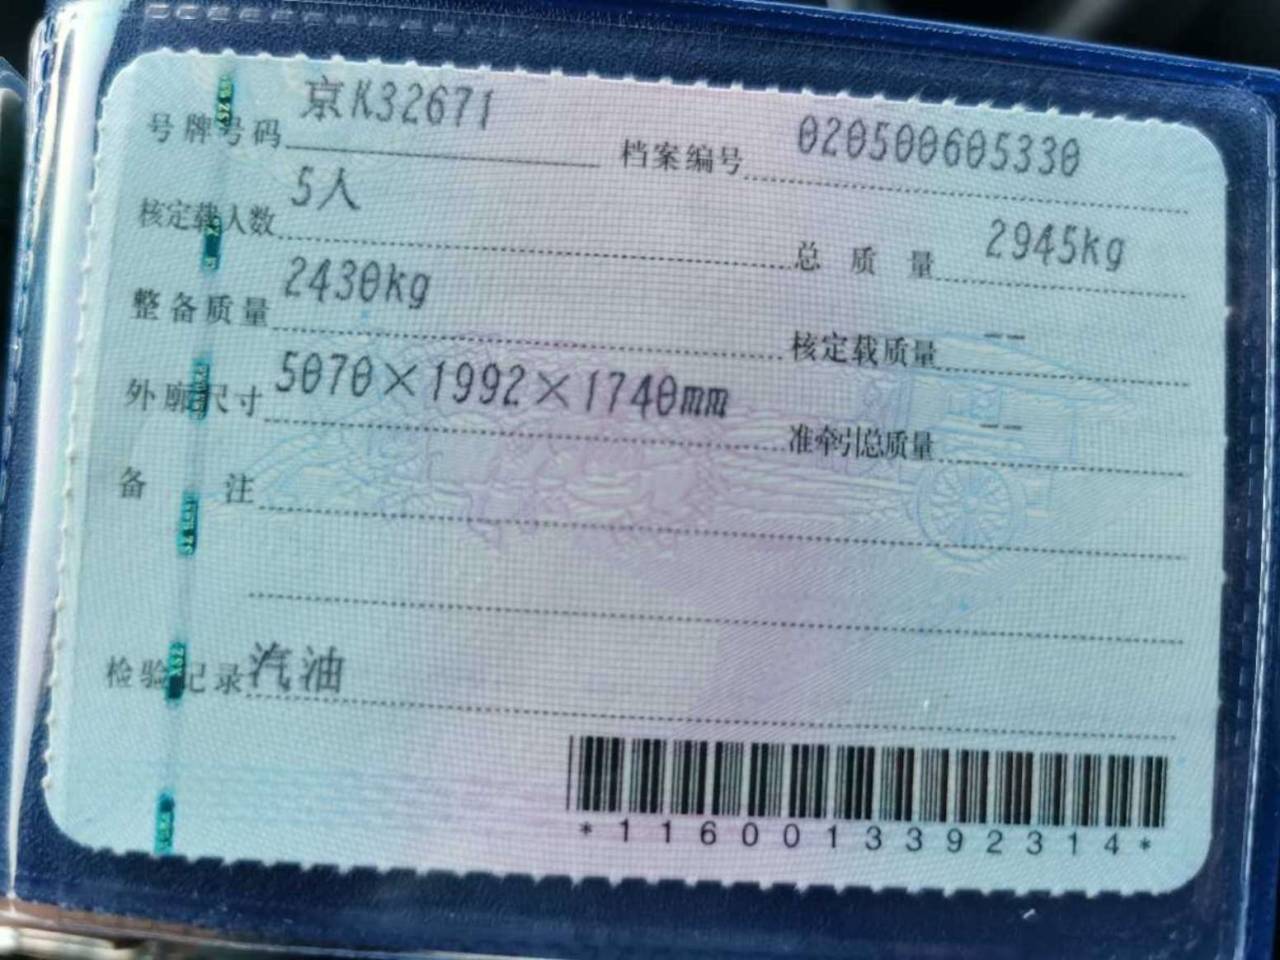 号牌号码 京K32671 档案编号 020500605330
核定载人数 5人 总质量 2945kg
整备质量 2430kg 核定载质量 --
外廓尺寸 5070×1992×1740mm 准牵引总质量 --
备注
检验记录 汽油
*1160013392314*